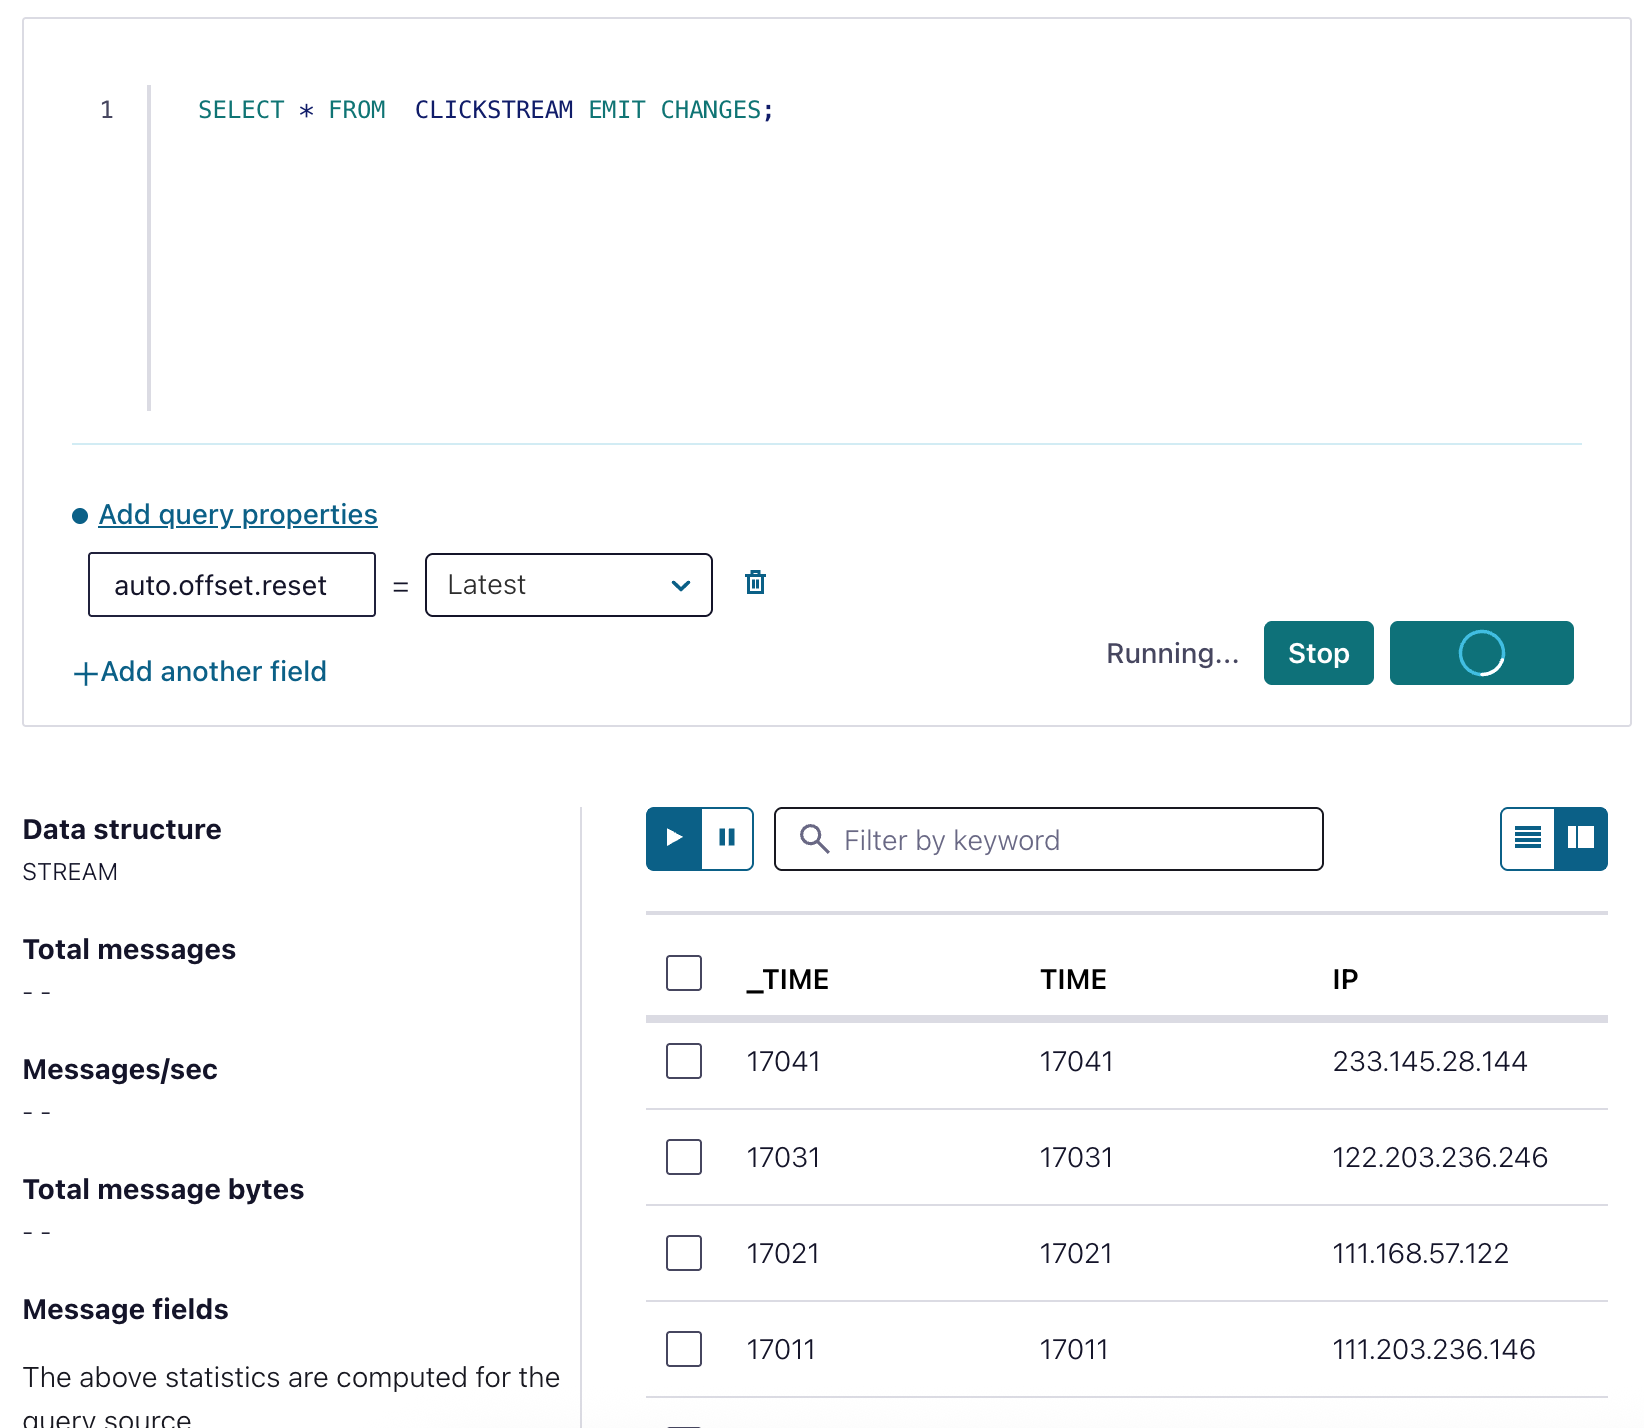 1 SELECT * FROM  CLICKSTREAM EMIT CHANGES;
Add query properties
auto.offset.reset = Latest
+Add another field
Running... Stop
Data structure
STREAM
Total messages
- -
Messages/sec
- -
Total message bytes
- -
Message fields
The above statistics are computed for the
query source
Filter by keyword
_TIME TIME IP
17041 17041 233.145.28.144
17031 17031 122.203.236.246
17021 17021 111.168.57.122
17011 17011 111.203.236.146